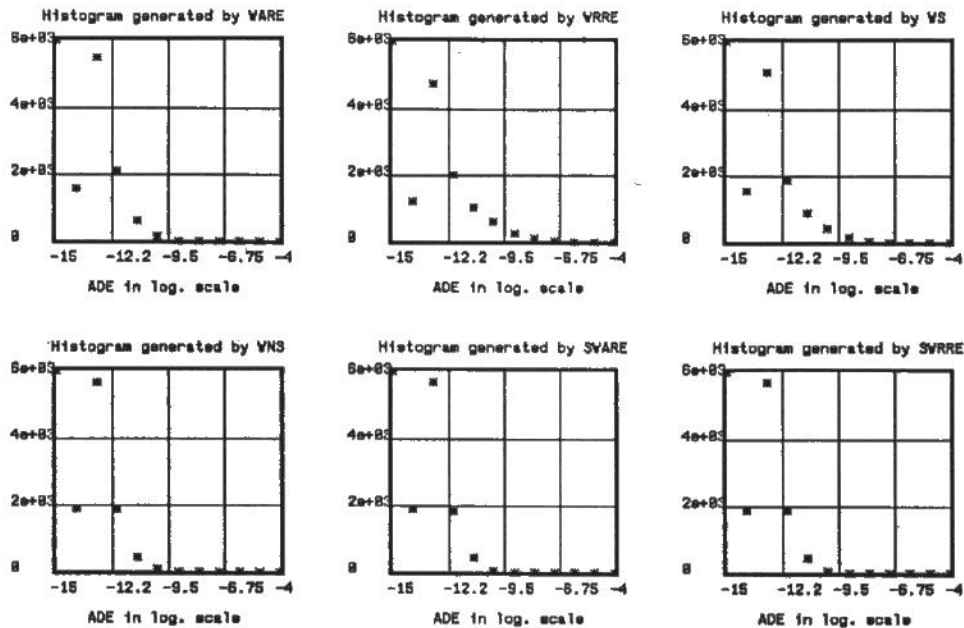 Histogram generated by WARE
6e+03
4e+03
2e+03
0
-15 -12.2 -9.5 -6.75 -4
ADE in log. scale
Histogram generated by WRRE
6e+03
4e+03
2e+03
0
-15 -12.2 -9.5 -6.75 -4
ADE in log. scale
Histogram generated by WS
6e+03
4e+03
2e+03
0
-15 -12.2 -9.5 -6.75 -4
ADE in log. scale
Histogram generated by WNS
6e+03
4e+03
2e+03
0
-15 -12.2 -9.5 -6.75 -4
ADE in log. scale
Histogram generated by SWARE
6e+03
4e+03
2e+03
0
-15 -12.2 -9.5 -6.75 -4
ADE in log. scale
Histogram generated by SWRRE
6e+03
4e+03
2e+03
0
-15 -12.2 -9.5 -6.75 -4
ADE in log. scale